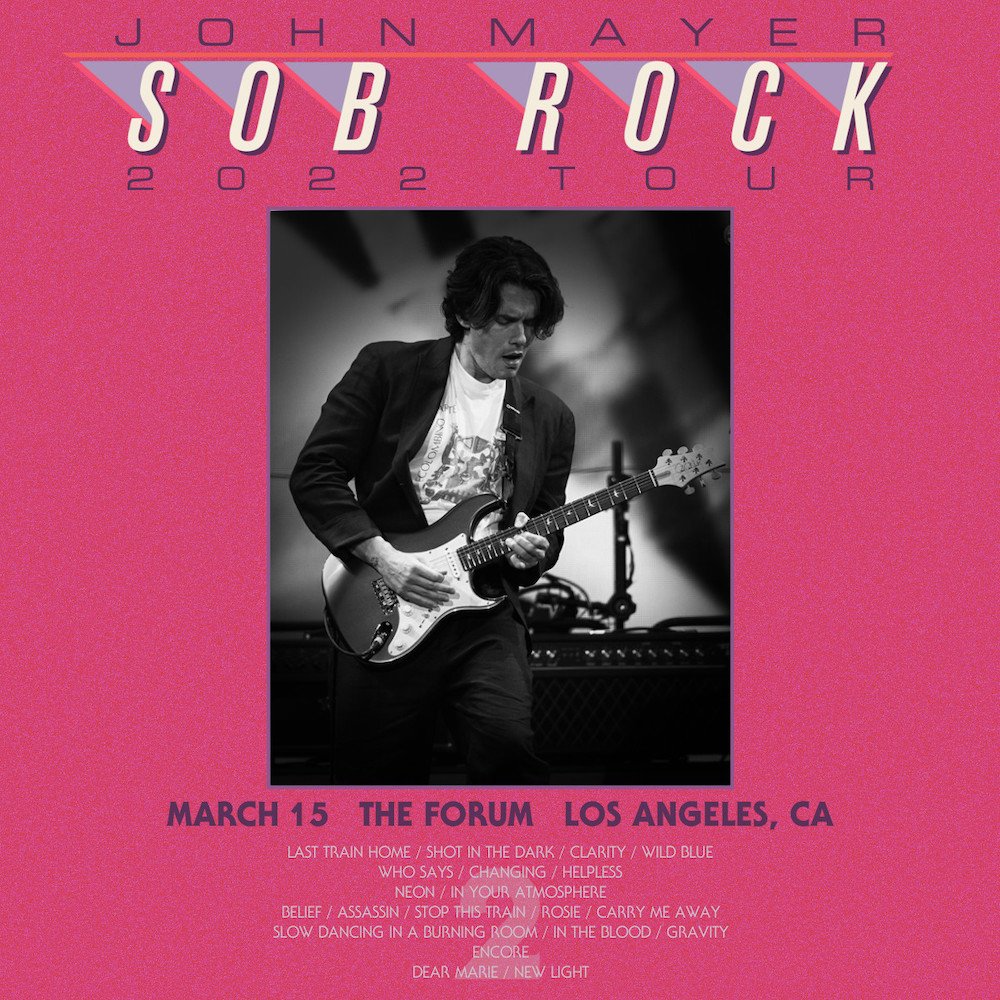 JOHN MAYER
SOB ROCK
2022 TOUR
COLOMBINO
MARCH 15 THE FORUM LOS ANGELES, CA
LAST TRAIN HOME / SHOT IN THE DARK / CLARITY / WILD BLUE
WHO SAYS / CHANGING / HELPLESS
NEON / IN YOUR ATMOSPHERE
BELIEF / ASSASSIN / STOP THIS TRAIN / ROSIE / CARRY ME AWAY
SLOW DANCING IN A BURNING ROOM / IN THE BLOOD / GRAVITY
ENCORE
DEAR MARIE / NEW LIGHT
2